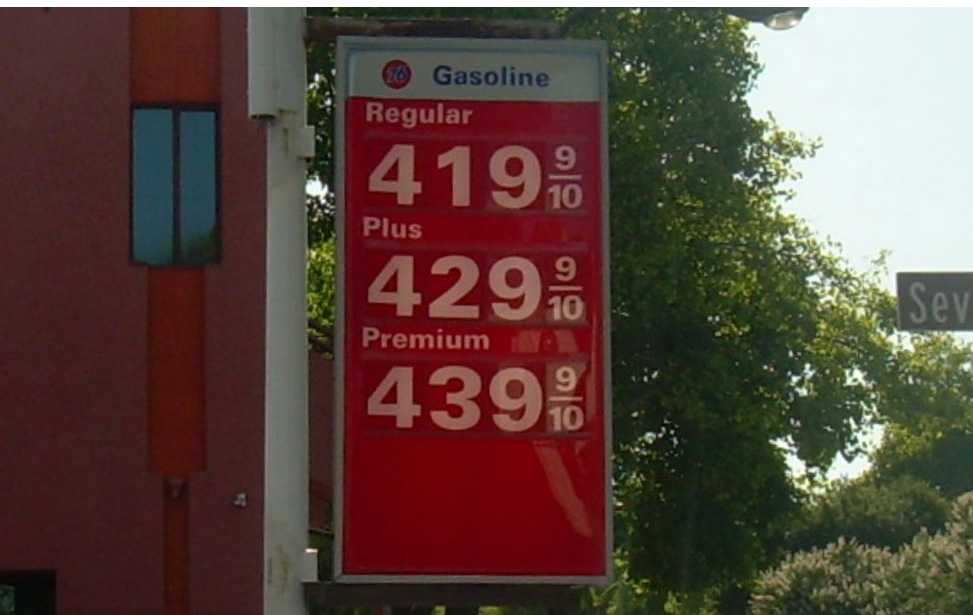 76 Gasoline
Regular
419 9/10
Plus
429 9/10
Premium
439 9/10
Sev